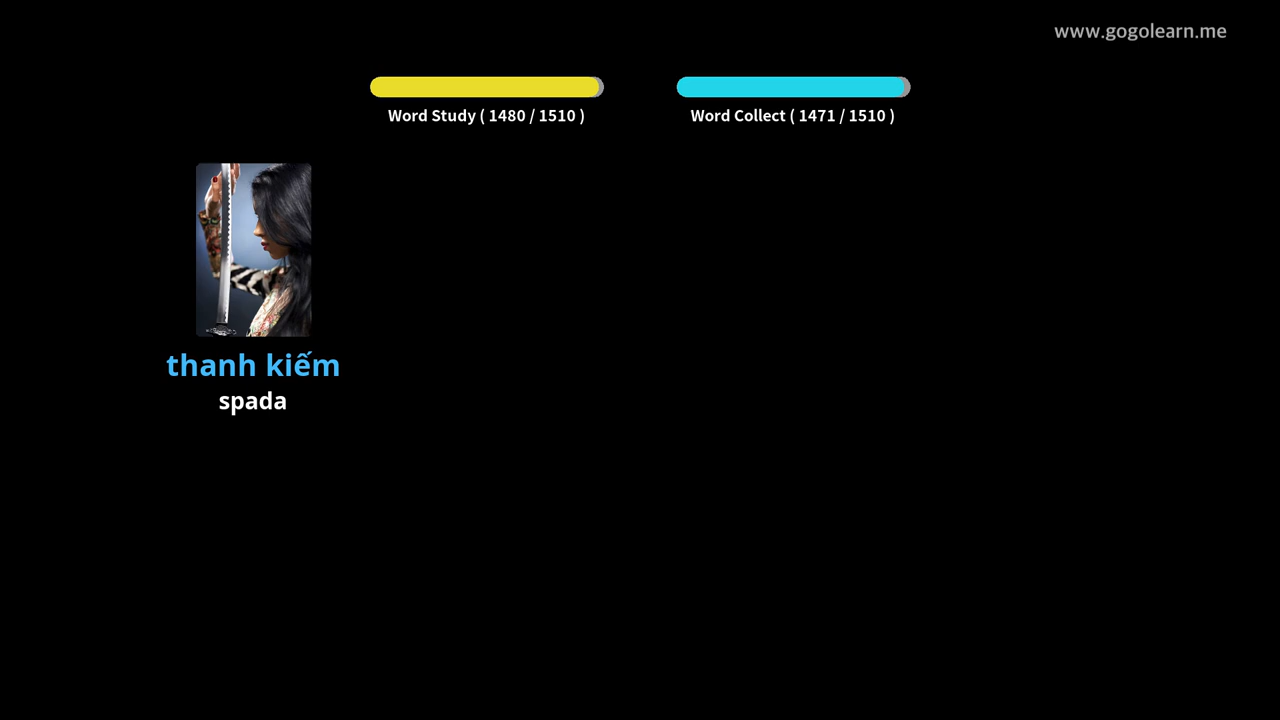 www.gogolearn.me
Word Study ( 1480 / 1510 )
Word Collect ( 1471 / 1510 )
thanh kiếm
spada